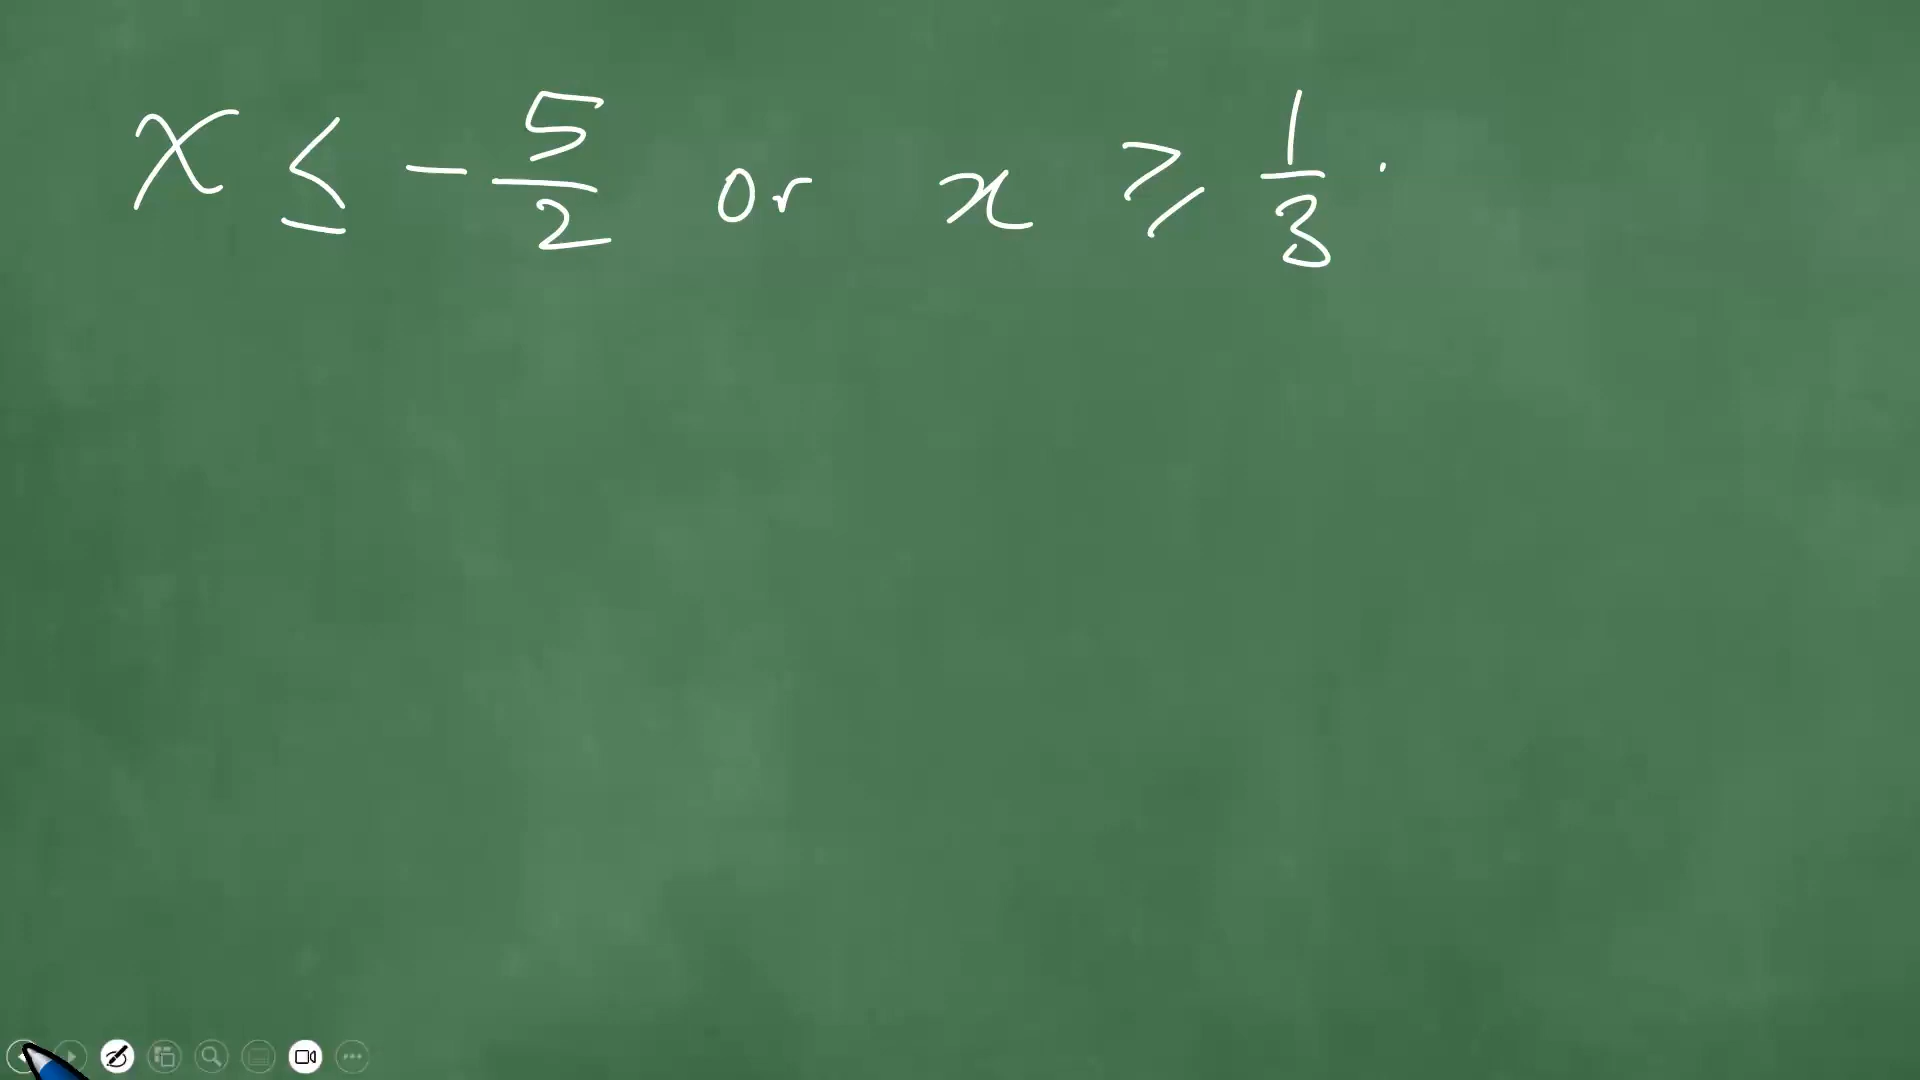 x ≤ -5/2 or x ⩾ 1/3.